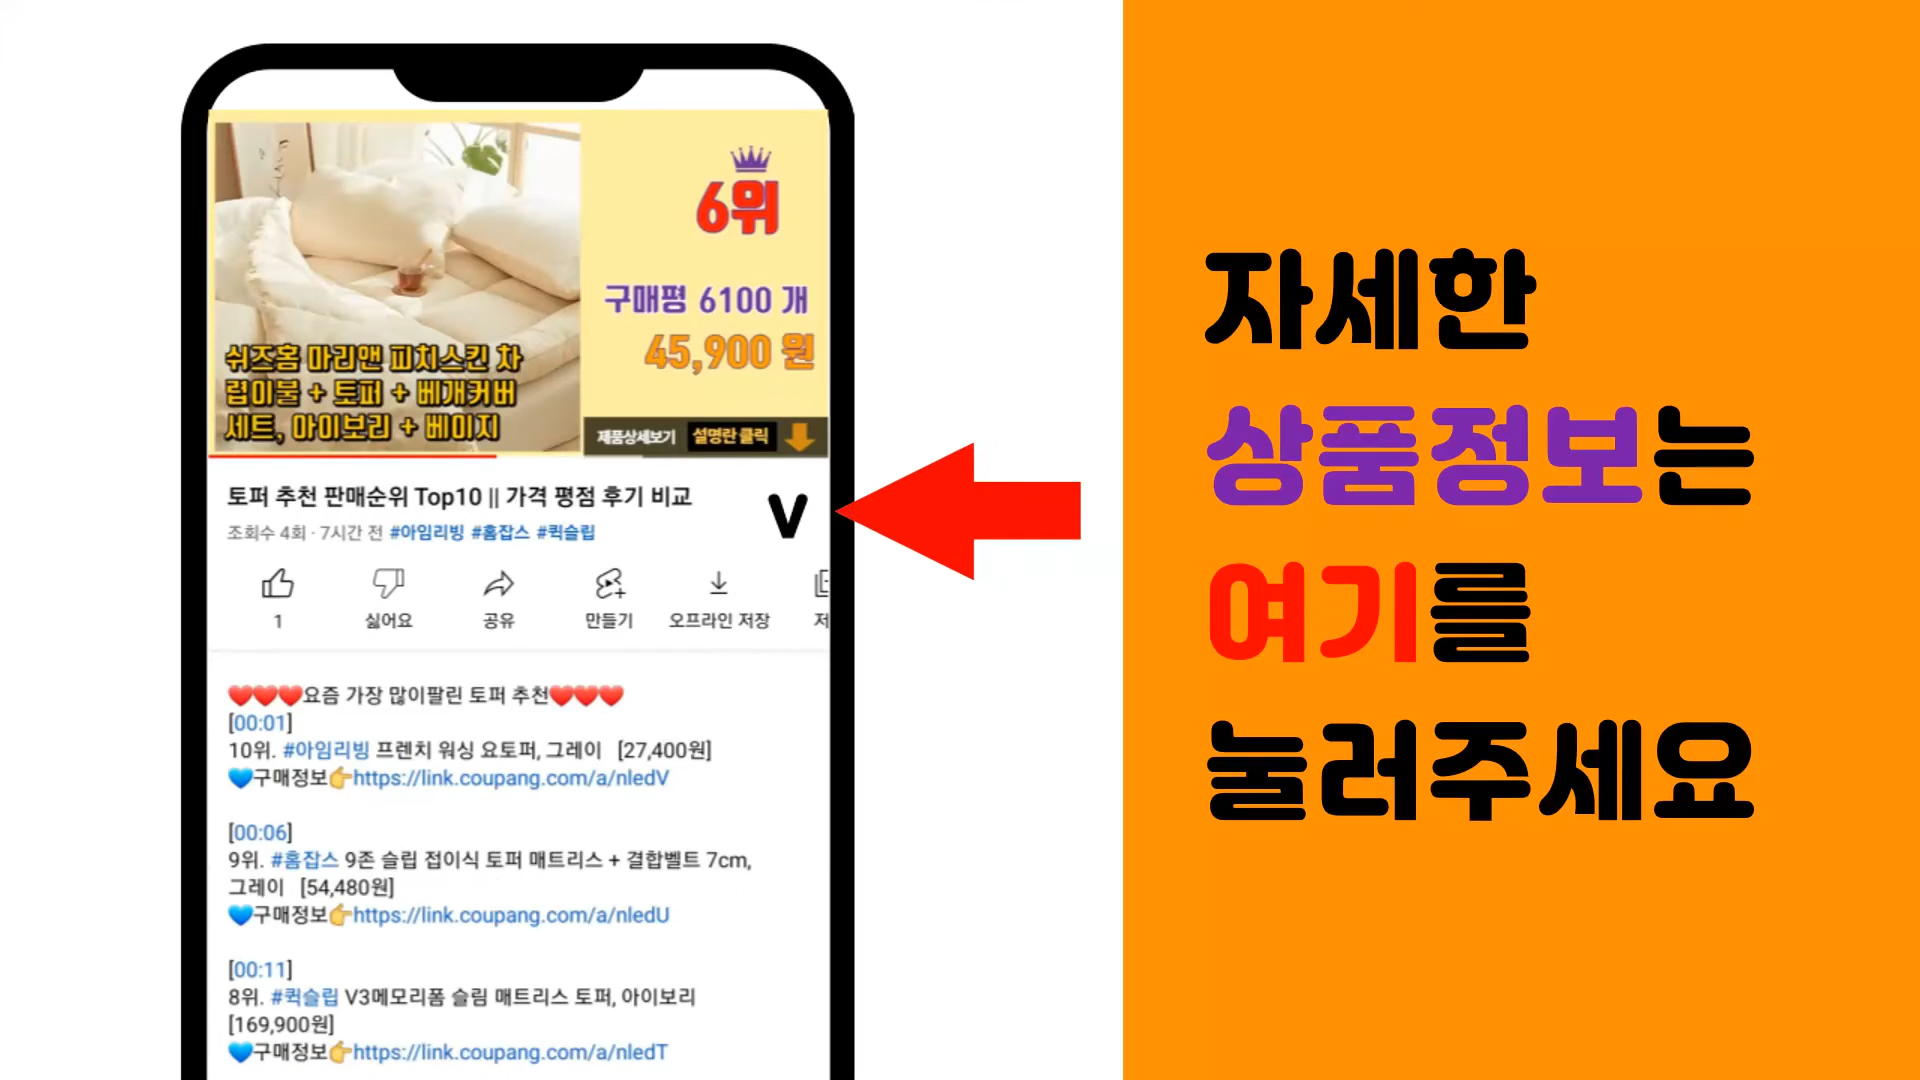 6위
구매평 6100 개
45,900 원
쉬즈홈 마리앤 피치스킨 차
렵이불 + 토퍼 + 베개커버
세트, 아이보리 + 베이지
제품상세보기 설명란 클릭
토퍼 추천 판매순위 Top10 || 가격 평점 후기 비교
V
조회수 4회 · 7시간 전 #아임리빙 #홈잡스 #퀵슬립
1 싫어요 공유 만들기 오프라인 저장 저
❤️❤️❤️요즘 가장 많이팔린 토퍼 추천❤️❤️❤️
[00:01]
10위. #아임리빙 프렌치 워싱 요토퍼, 그레이 [27,400원]
💙구매정보👉https://link.coupang.com/a/nledV
[00:06]
9위. #홈잡스 9존 슬립 접이식 토퍼 매트리스 + 결합벨트 7cm,
그레이 [54,480원]
💙구매정보👉https://link.coupang.com/a/nledU
[00:11]
8위. #퀵슬립 V3메모리폼 슬림 매트리스 토퍼, 아이보리
[169,900원]
💙구매정보👉https://link.coupang.com/a/nledT
자세한
상품정보는
여기를
눌러주세요